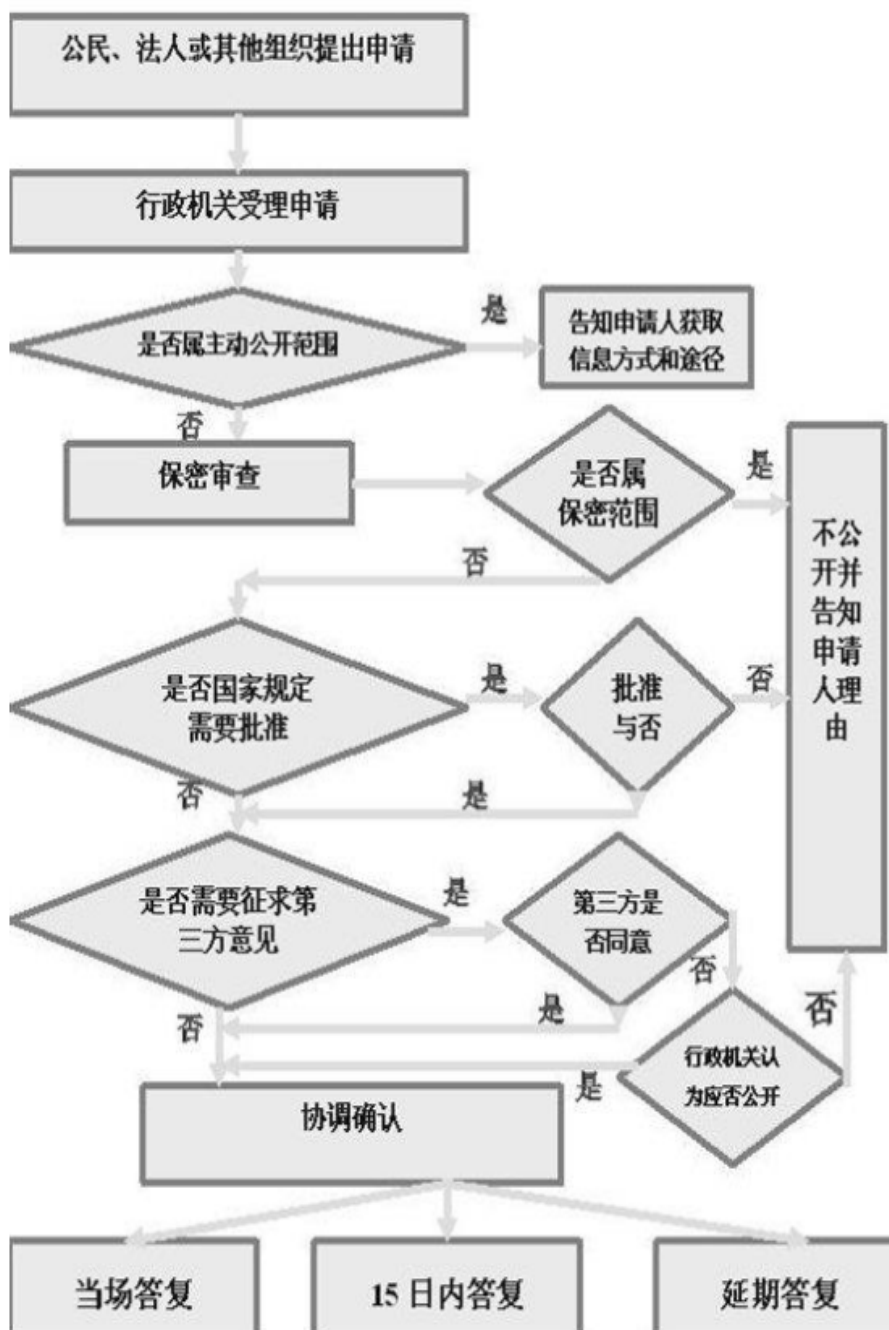 公民、法人或其他组织提出申请
行政机关受理申请
是否属主动公开范围
是
告知申请人获取
信息方式和途径
否
保密审查
是否属
保密范围
是
不公
开并
告知
申请
人理
由
否
是否国家规定
需要批准
是
批准
与否
否
否
是
是否需要征求第
三方意见
是
第三方是
否同意
否
否
是
行政机关认
为应否公开
否
是
协调确认
当场答复
15 日内答复
延期答复